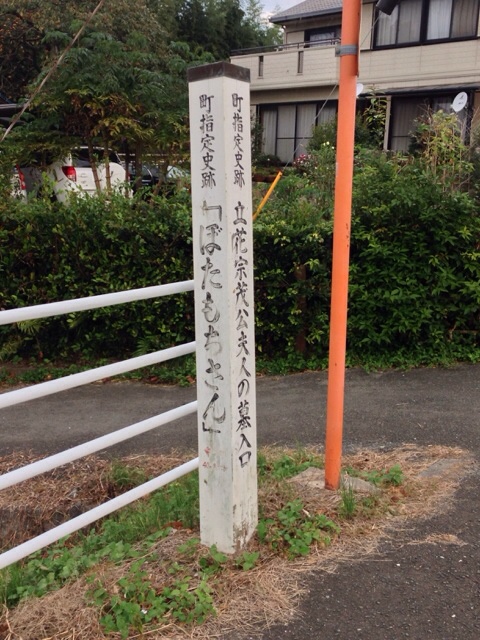 町指定史跡 立花宗茂公夫人の墓入口
町指定史跡「ぼたもちさん」